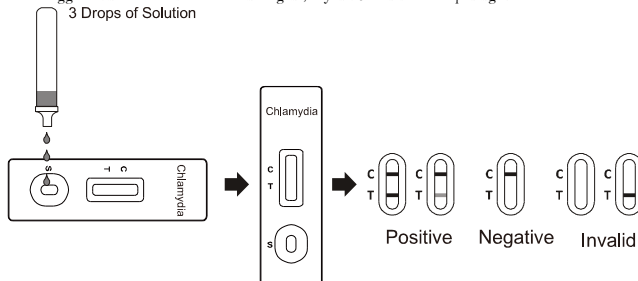 3 Drops of Solution
S
T
C
Chlamydia
Chlamydia
C
T
S
C
T
C
T
C
T
C
T
C
T
Positive
Negative
Invalid